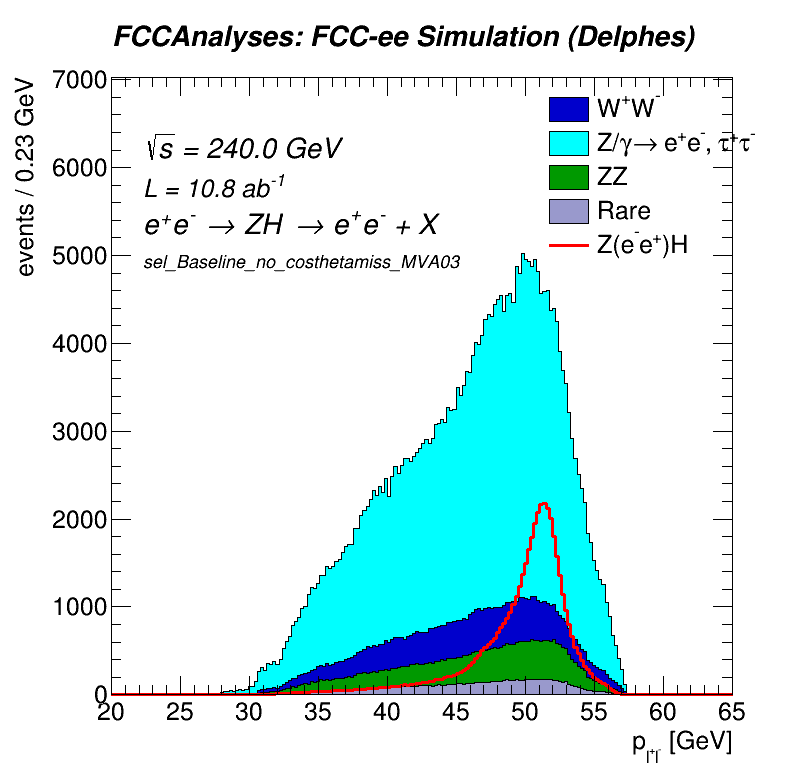 FCCAnalyses: FCC-ee Simulation (Delphes)
events / 0.23 GeV
7000
6000
5000
4000
3000
2000
1000
0
√s = 240.0 GeV
L = 10.8 ab⁻¹
e⁺e⁻ → ZH → e⁺e⁻ + X
sel_Baseline_no_costhetamiss_MVA03
W⁺W⁻
Z/γ→ e⁺e⁻, τ⁺τ⁻
ZZ
Rare
Z(e⁻e⁺)H
20 25 30 35 40 45 50 55 60 65
p_l⁺l⁻ [GeV]